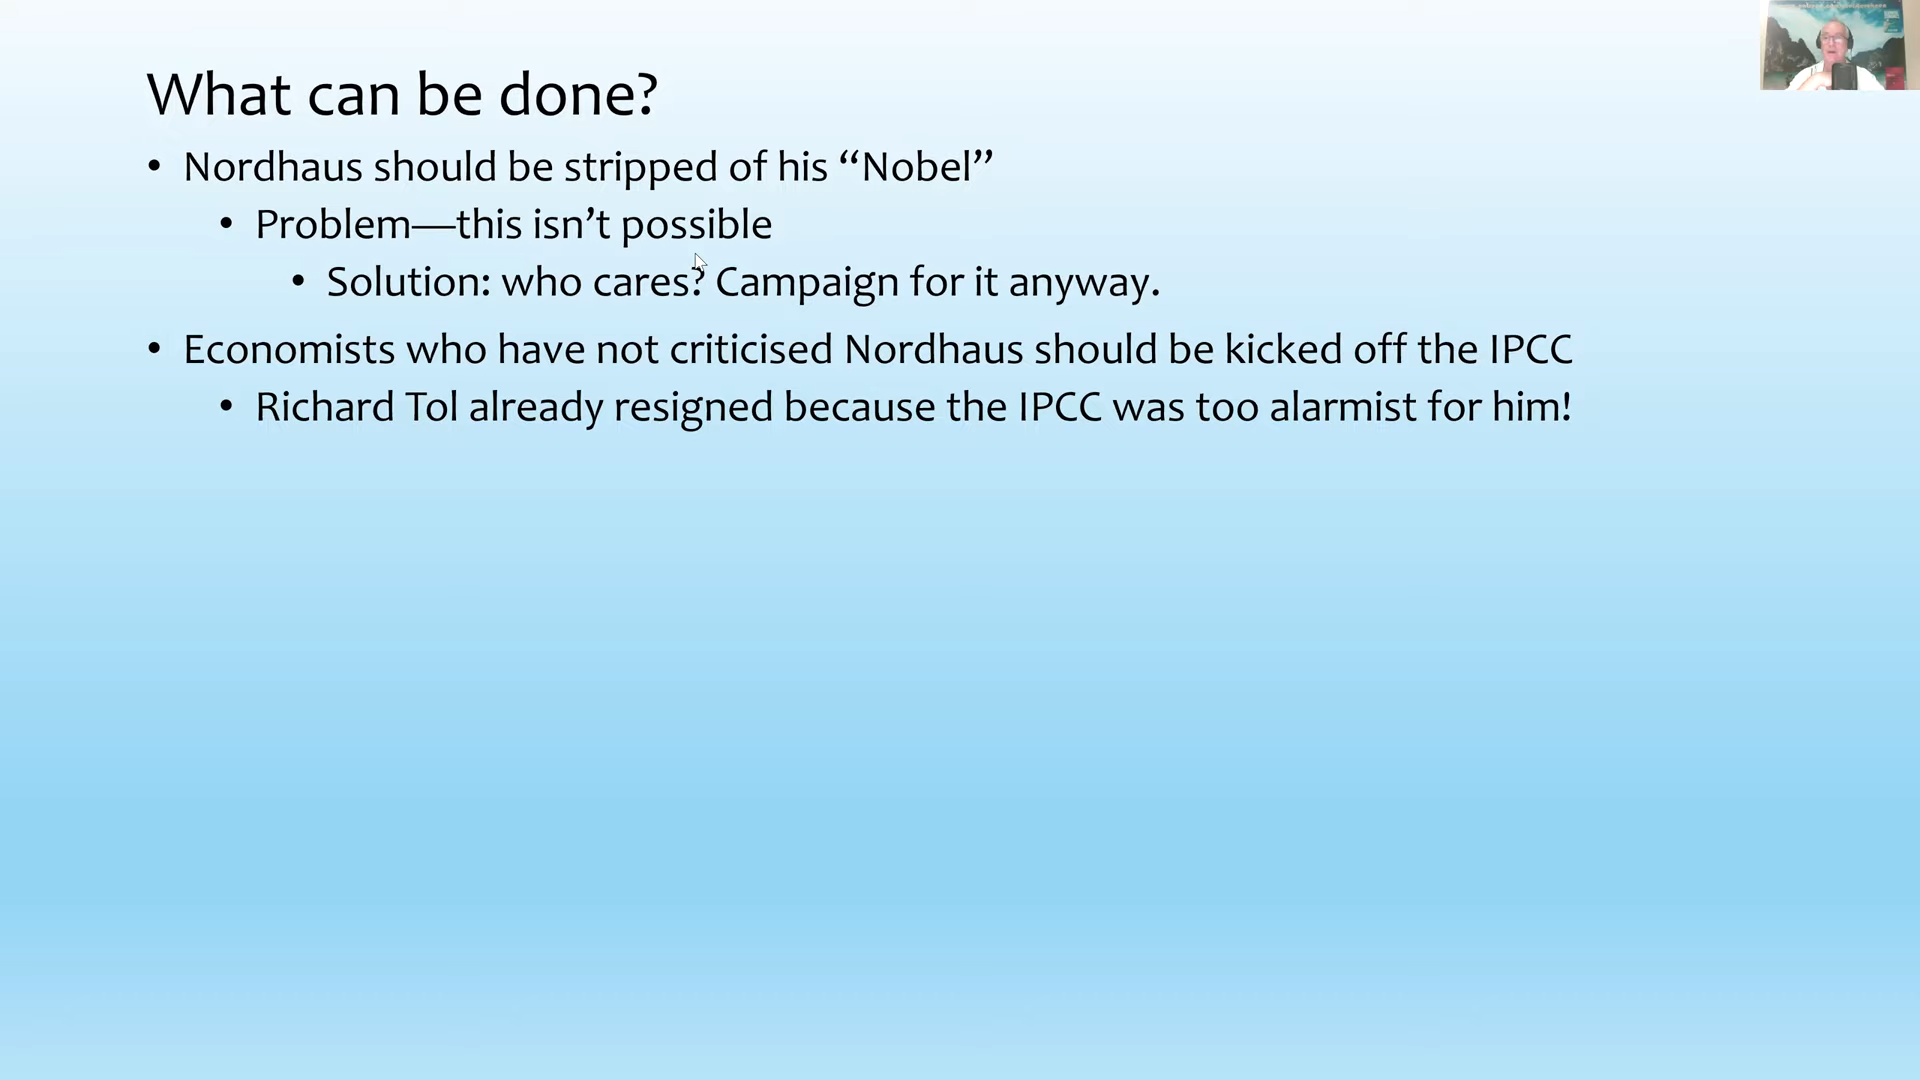 What can be done?
• Nordhaus should be stripped of his “Nobel”
• Problem—this isn’t possible
• Solution: who cares? Campaign for it anyway.
• Economists who have not criticised Nordhaus should be kicked off the IPCC
• Richard Tol already resigned because the IPCC was too alarmist for him!